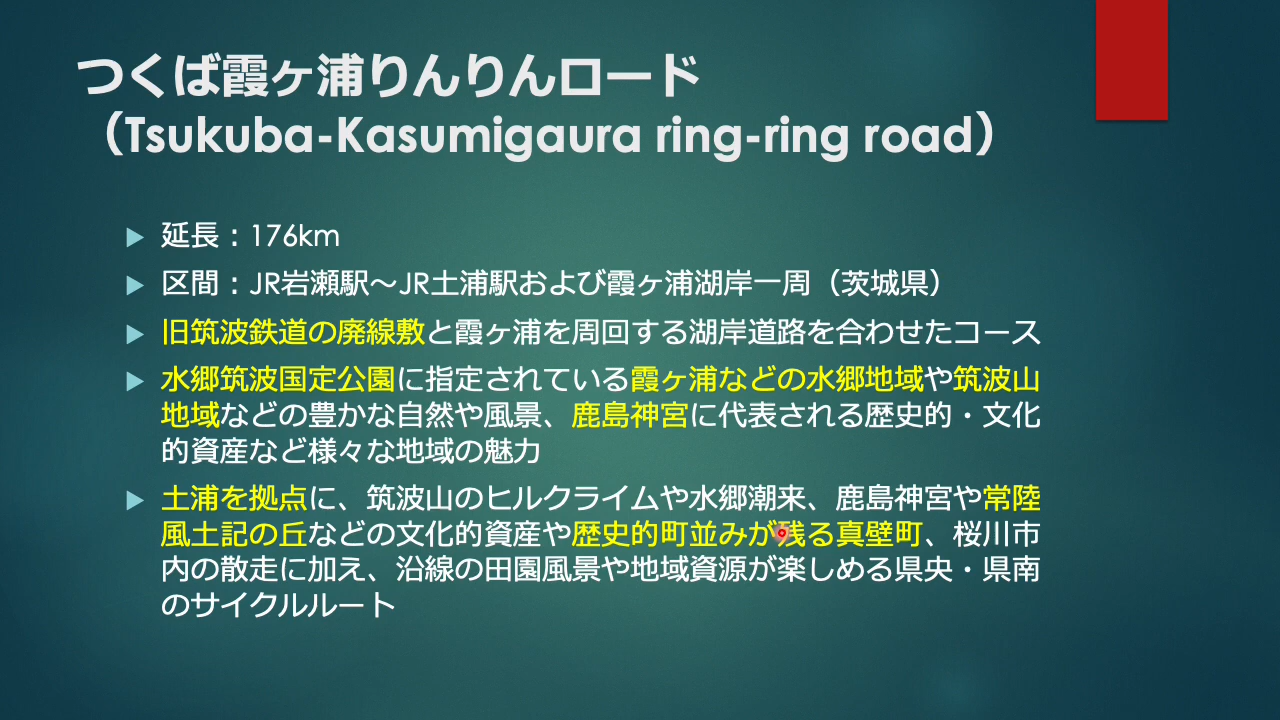 つくば霞ヶ浦りんりんロード
（Tsukuba-Kasumigaura ring-ring road）
延長：176km
区間：JR岩瀬駅～JR土浦駅および霞ヶ浦湖岸一周（茨城県）
旧筑波鉄道の廃線敷と霞ヶ浦を周回する湖岸道路を合わせたコース
水郷筑波国定公園に指定されている霞ヶ浦などの水郷地域や筑波山
地域などの豊かな自然や風景、鹿島神宮に代表される歴史的・文化
的資産など様々な地域の魅力
土浦を拠点に、筑波山のヒルクライムや水郷潮来、鹿島神宮や常陸
風土記の丘などの文化的資産や歴史的町並みが残る真壁町、桜川市
内の散走に加え、沿線の田園風景や地域資源が楽しめる県央・県南
のサイクルルート